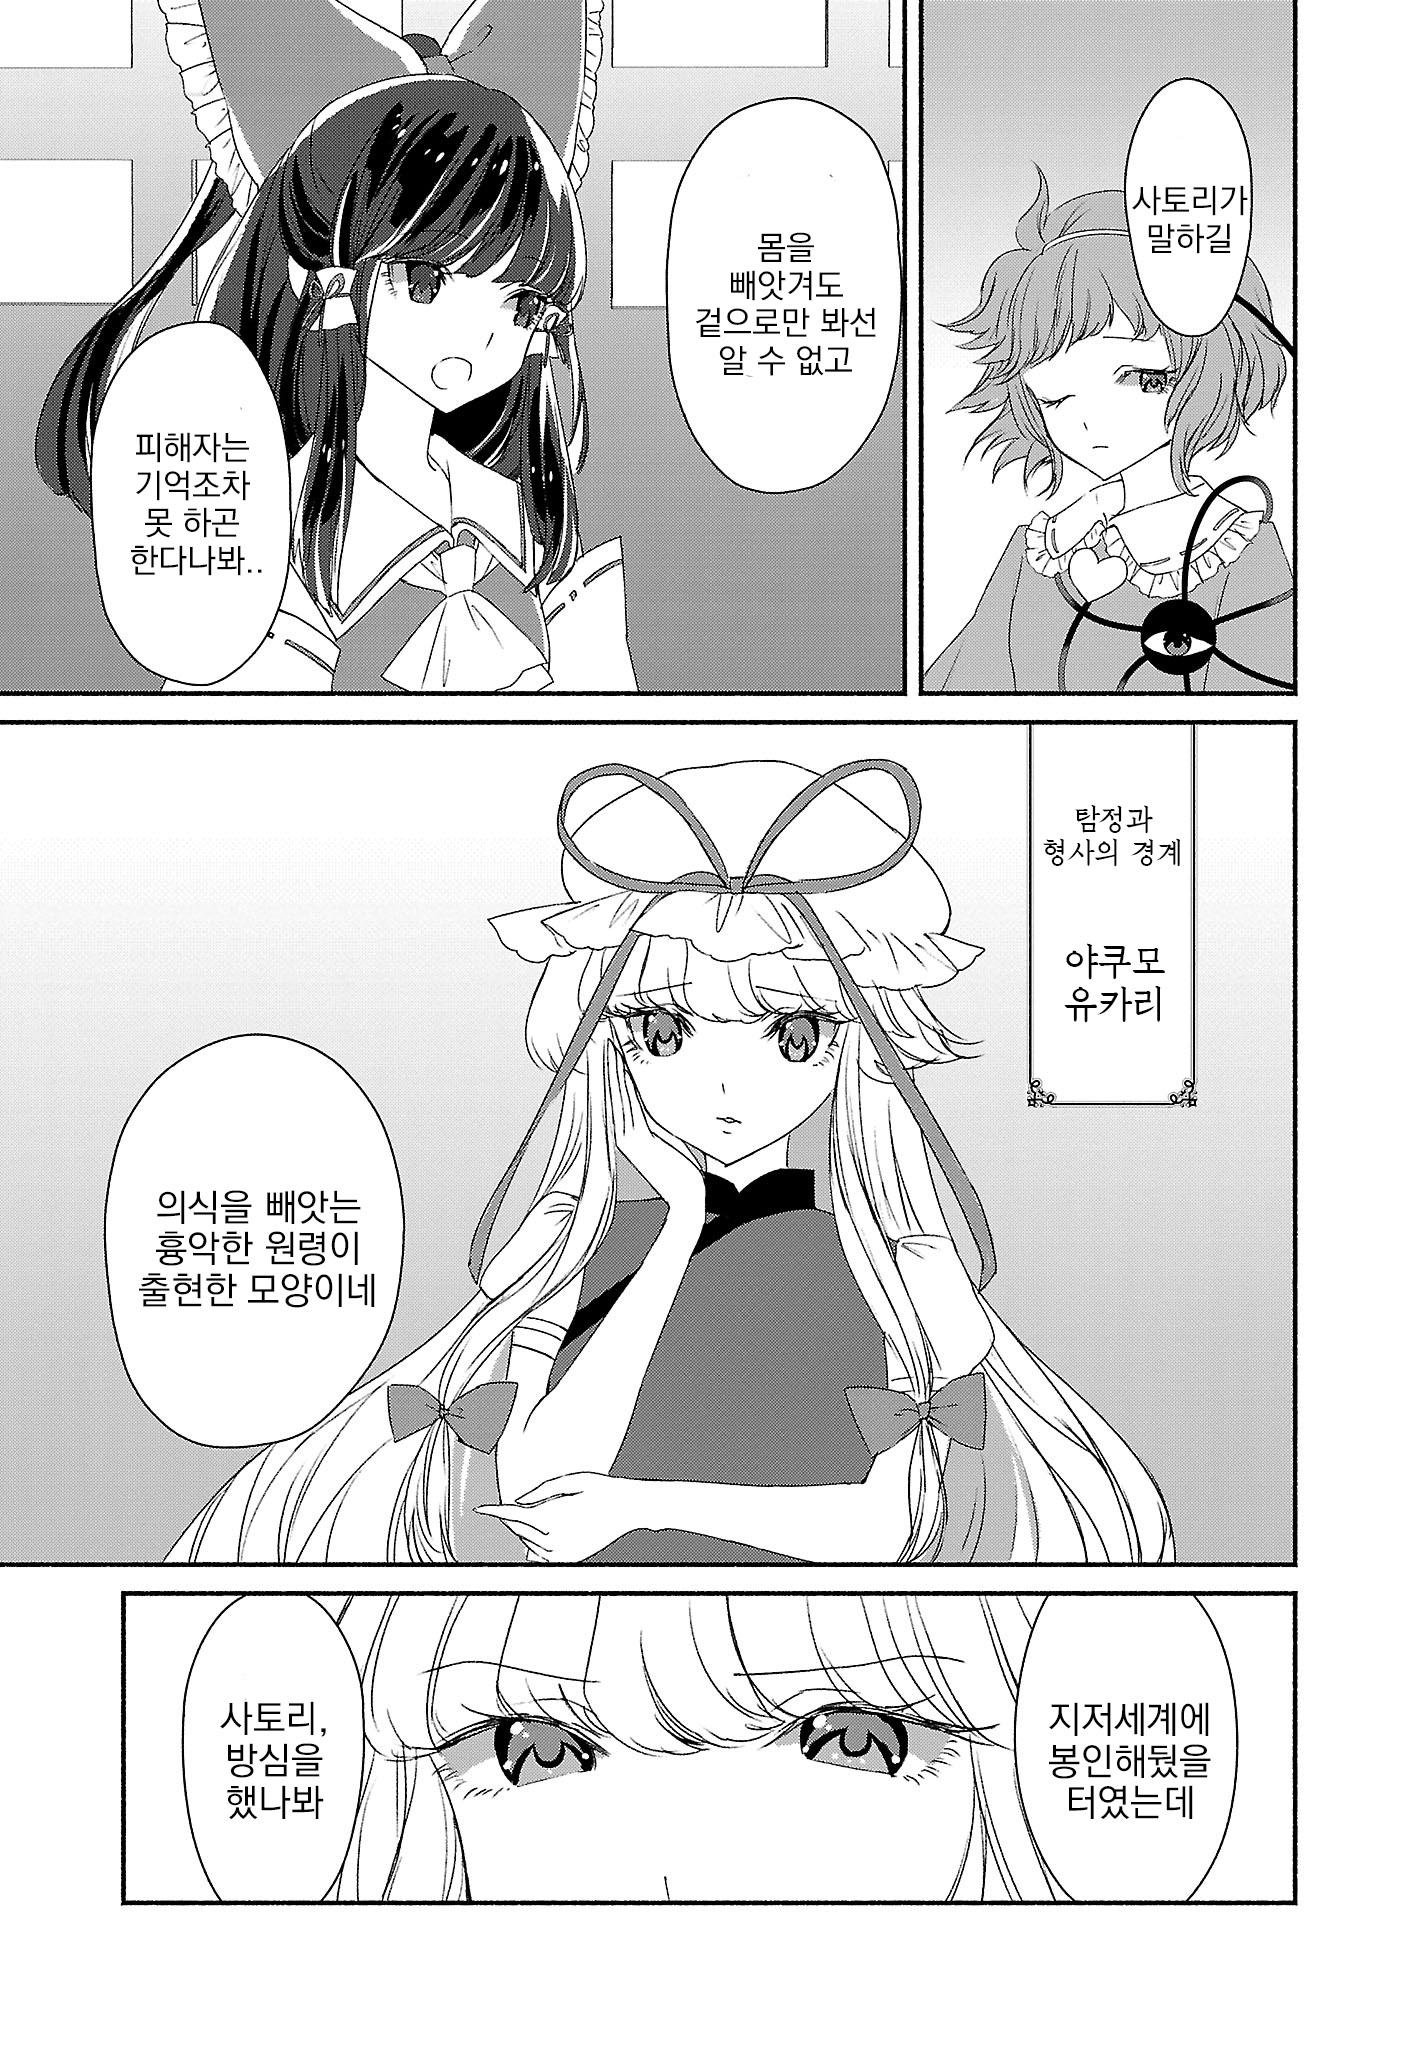 사토리가
말하길
몸을
빼앗겨도
겉으로만 봐선
알 수 없고
피해자는
기억조차
못 하곤
한다나봐..
탐정과
형사의 경계
야쿠모
유카리
의식을 빼앗는
흉악한 원령이
출현한 모양이네
지저세계에
봉인해뒀을
터였는데
사토리,
방심을
했나봐